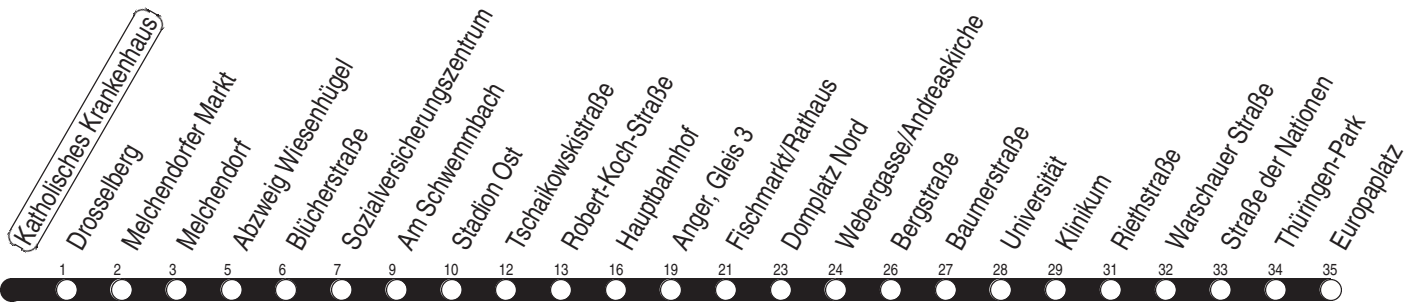 Katholisches Krankenhaus
Drosselberg
Melchendorfer Markt
Melchendorf
Abzweig Wiesenhügel
Blücherstraße
Sozialversicherungszentrum
Am Schwemmbach
Stadion Ost
Tschaikowskistraße
Robert-Koch-Straße
Hauptbahnhof
Anger, Gleis 3
Fischmarkt/Rathaus
Domplatz Nord
Webergasse/Andreaskirche
Bergstraße
Baumerstraße
Universität
Klinikum
Riethstraße
Warschauer Straße
Straße der Nationen
Thüringen-Park
Europaplatz
1 2 3 5 6 7 9 10 12 13 16 19 21 23 24 26 27 28 29 31 32 33 34 35